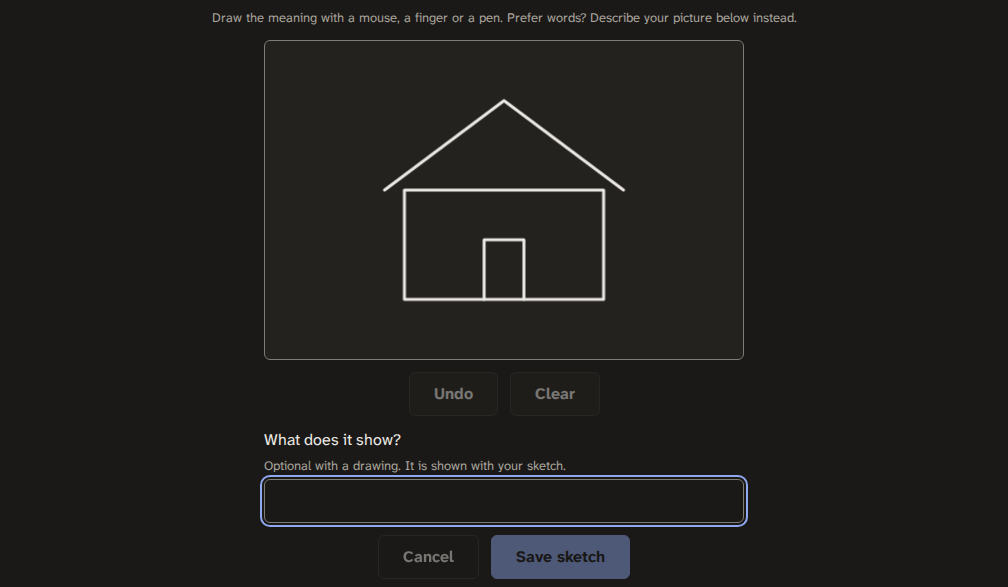 Draw the meaning with a mouse, a finger or a pen. Prefer words? Describe your picture below instead.
Undo
Clear
What does it show?
Optional with a drawing. It is shown with your sketch.
Cancel
Save sketch